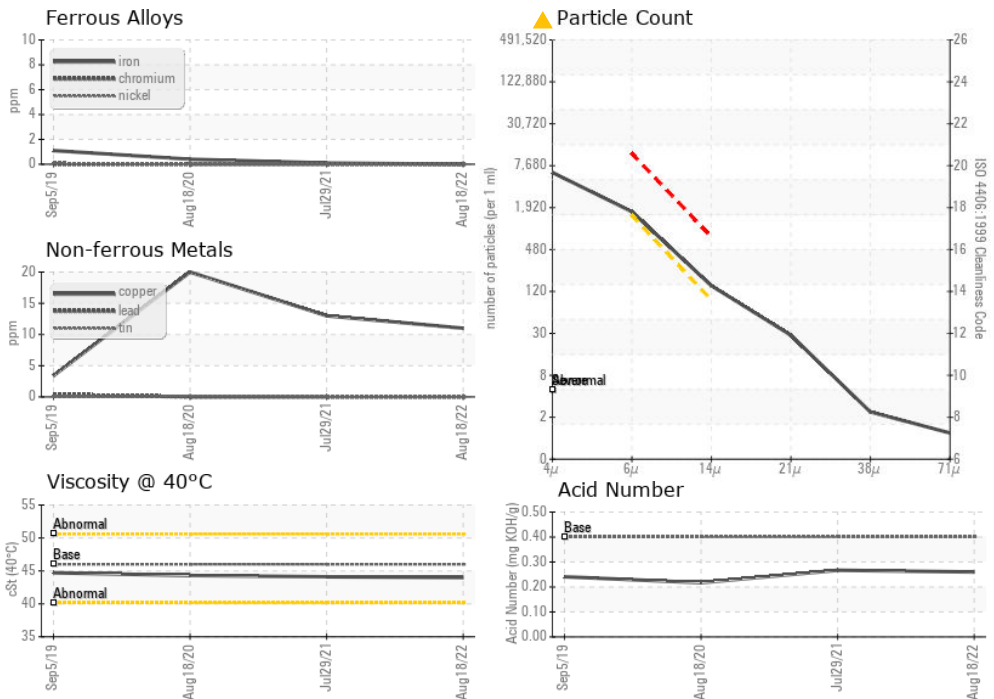 Ferrous Alloys
10
8
6
4
2
0
ppm
iron
chromium
nickel
Sep5/19
Aug18/20
Jul29/21
Aug18/22
Non-ferrous Metals
20
15
10
5
0
ppm
copper
lead
tin
Sep5/19
Aug18/20
Jul29/21
Aug18/22
Viscosity @ 40°C
55
50
45
40
35
cSt (40°C)
Abnormal
Base
Abnormal
Sep5/19
Aug18/20
Jul29/21
Aug18/22
Particle Count
491,520
122,880
30,720
7,680
1,920
480
120
30
8
2
0
number of particles (per 1 ml)
26
24
22
20
18
16
14
12
10
8
6
ISO 4406:1999 Cleanliness Code
Abnormal
4µ
6µ
14µ
21µ
38µ
71µ
Acid Number
0.50
0.40
0.30
0.20
0.10
0.00
Acid Number (mg KOH/g)
Base
Sep5/19
Aug18/20
Jul29/21
Aug18/22